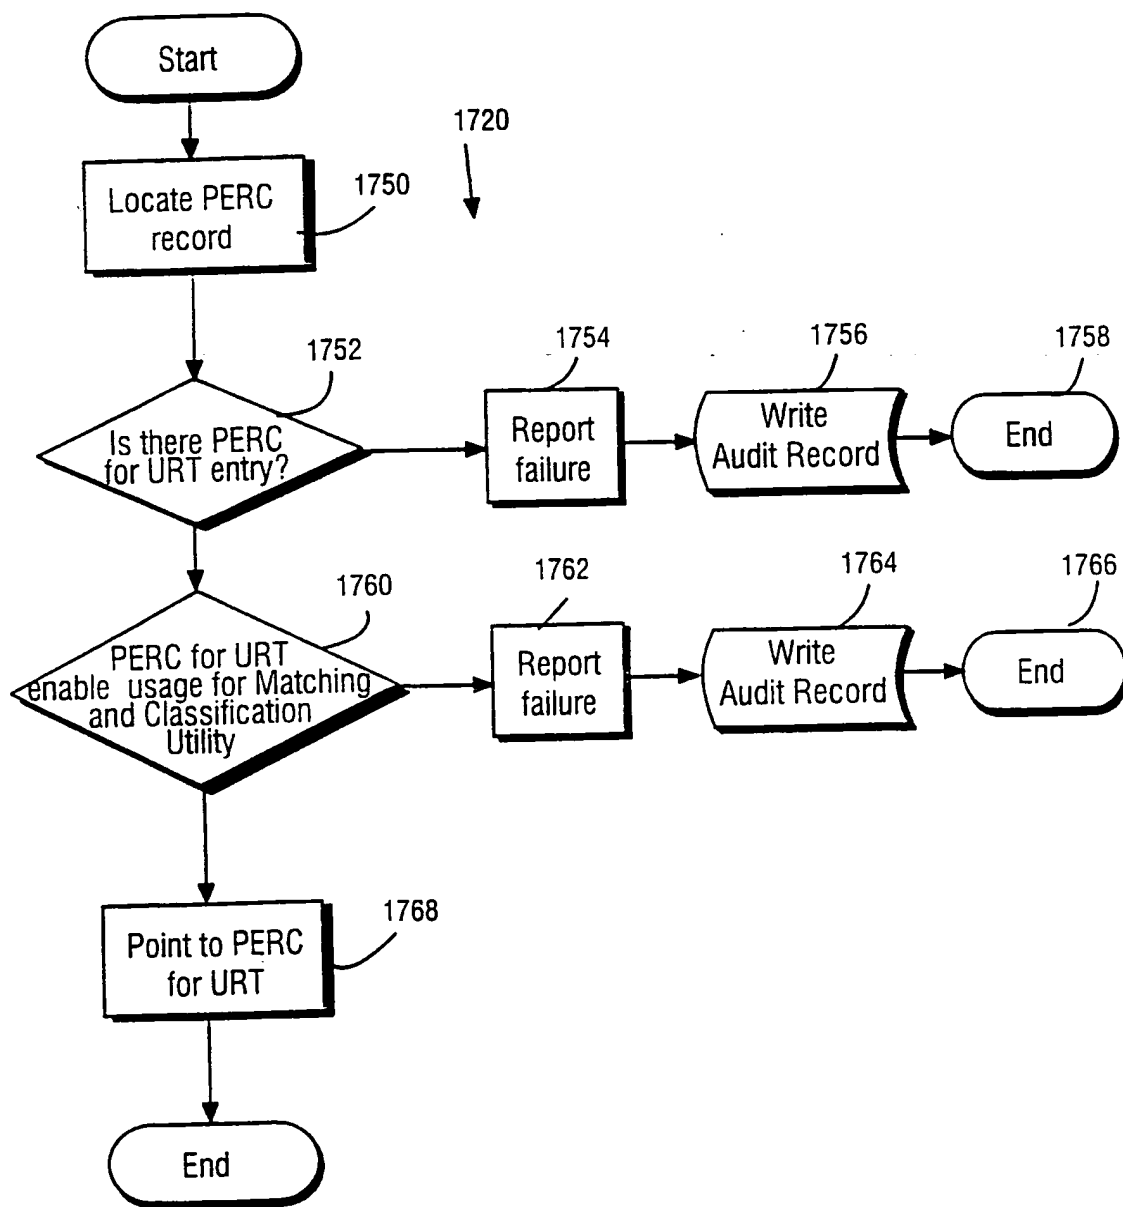 Start
1720
Locate PERC
record
1750
1752
Is there PERC
for URT entry?
1754
Report
failure
1756
Write
Audit Record
1758
End
1760
PERC for URT
enable usage for Matching
and Classification
Utility
1762
Report
failure
1764
Write
Audit Record
1766
End
1768
Point to PERC
for URT
End